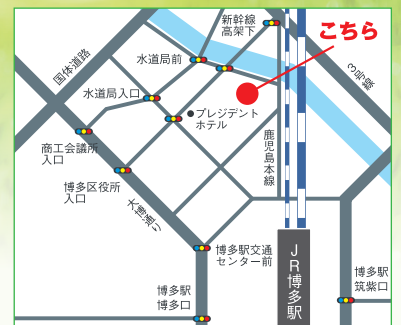 新幹線
高架下
こちら
水道局前
国体道路
3号線
水道局入口
プレジデント
ホテル
商工会議所
入口
鹿児島本線
博多区役所
入口
大博通り
博多駅交通
センター前
JR博多駅
博多駅
筑紫口
博多駅
博多口